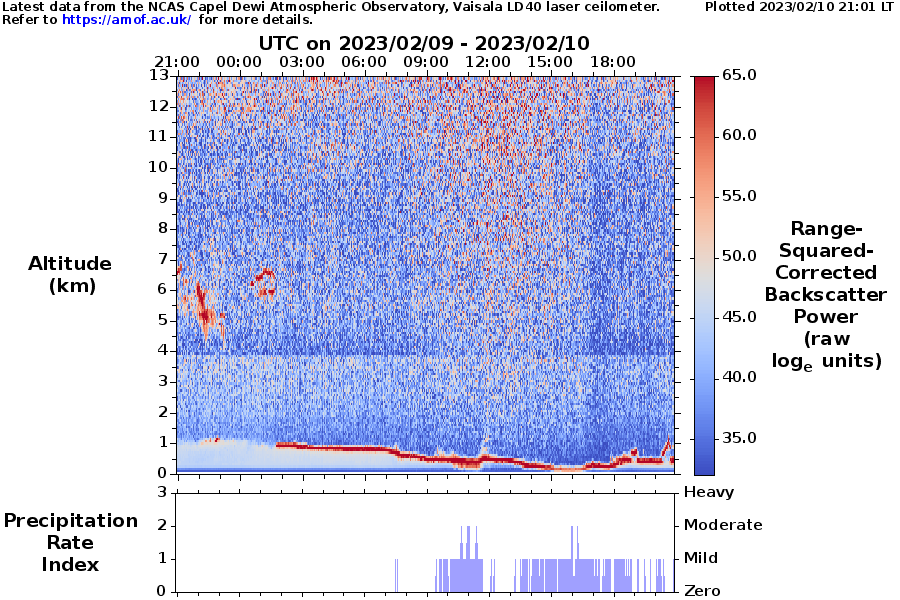 Latest data from the NCAS Capel Dewi Atmospheric Observatory, Vaisala LD40 laser ceilometer. Plotted 2023/02/10 21:01 LT
Refer to https://amof.ac.uk/ for more details.
UTC on 2023/02/09 - 2023/02/10
21:00 00:00 03:00 06:00 09:00 12:00 15:00 18:00
13
12
11
10
9
8
7
6
5
4
3
2
1
0
Altitude
(km)
65.0
60.0
55.0
50.0
45.0
40.0
35.0
Range-
Squared-
Corrected
Backscatter
Power
(raw
loge units)
Precipitation
Rate
Index
3 Heavy
2 Moderate
1 Mild
0 Zero